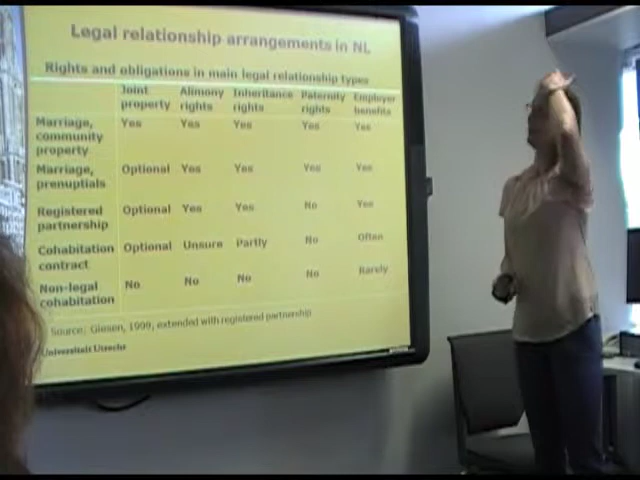 Legal relationship arrangements in NL
Rights and obligations in main legal relationship types
Joint property Alimony rights Inheritance rights Paternity rights Employer benefits
Marriage, community property Yes Yes Yes Yes Yes
Marriage, prenuptials Optional Yes Yes Yes Yes
Registered partnership Optional Yes Yes No Yes
Cohabitation contract Optional Unsure Partly No Often
Non-legal cohabitation No No No No Rarely
Source: Giesen, 1999, extended with registered partnership
Universiteit Utrecht